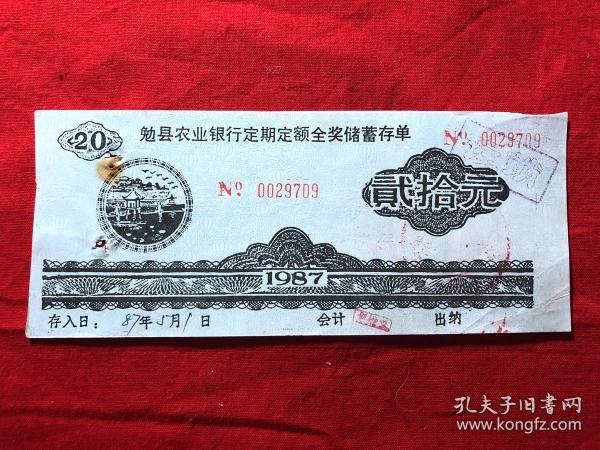 20
勉县农业银行定期定额全奖储蓄存单
No 0029709
No 0029709
貳拾元
1987
存入日: 87年5月1日 会计 出纳
孔夫子旧書网
www.kongfz.com